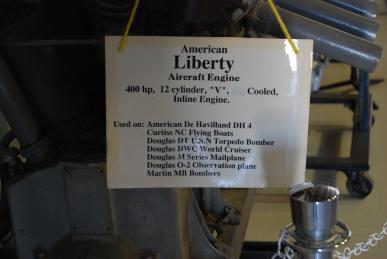 American
Liberty
Aircraft Engine
400 hp, 12 cylinder, "V", Cooled,
Inline Engine.
Used on: American De Havilland DH 4
Curtiss NC Flying Boats
Douglas DT U.S.N Torpedo Bomber
Douglas DWC World Cruiser
Douglas M Series Mailplane
Douglas O-2 Observation plane
Martin MB Bombers